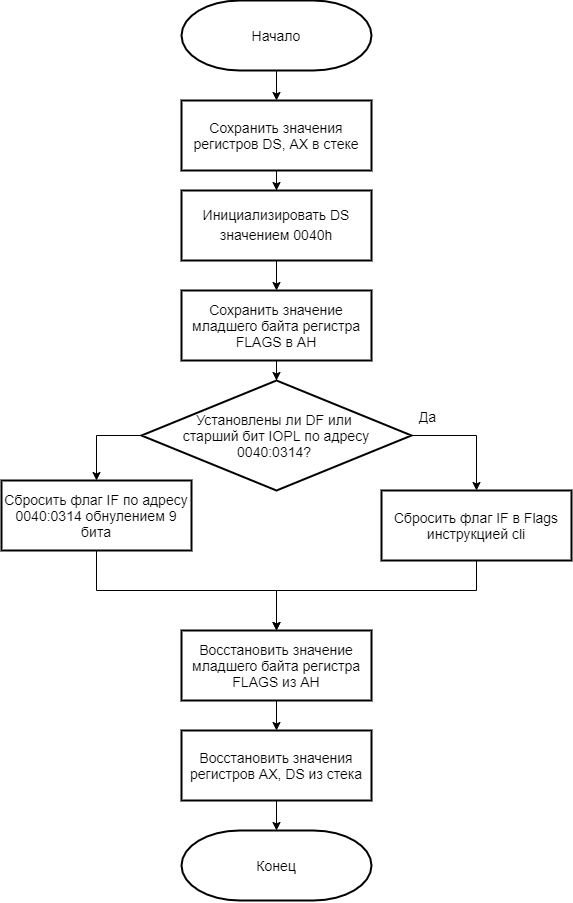 Начало
Сохранить значения
регистров DS, AX в стеке
Инициализировать DS
значением 0040h
Сохранить значение
младшего байта регистра
FLAGS в AH
Установлены ли DF или
старший бит IOPL по адресу
0040:0314?
Да
Сбросить флаг IF по адресу
0040:0314 обнулением 9
бита
Сбросить флаг IF в Flags
инструкцией cli
Восстановить значение
младшего байта регистра
FLAGS из AH
Восстановить значения
регистров AX, DS из стека
Конец